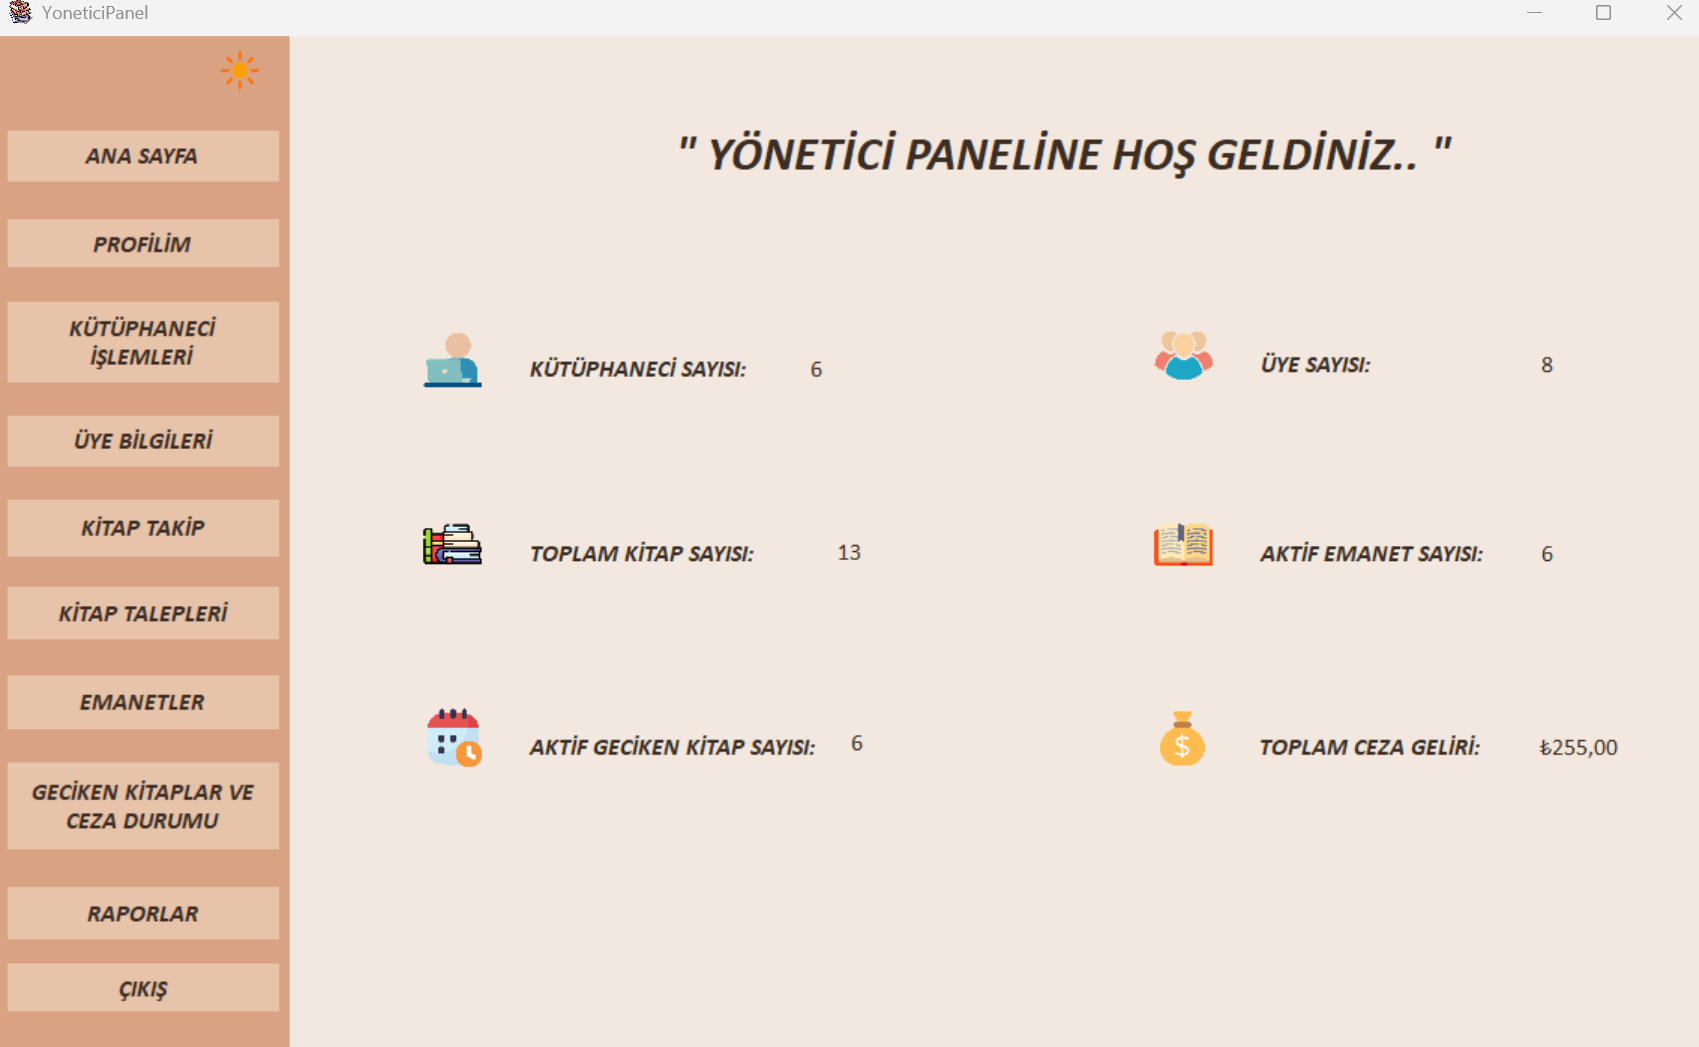 YoneticiPanel
ANA SAYFA
PROFİLİM
KÜTÜPHANECİ
İŞLEMLERİ
ÜYE BİLGİLERİ
KİTAP TAKİP
KİTAP TALEPLERİ
EMANETLER
GECİKEN KİTAPLAR VE
CEZA DURUMU
RAPORLAR
ÇIKIŞ
" YÖNETİCİ PANELİNE HOŞ GELDİNİZ.. "
KÜTÜPHANECİ SAYISI: 6
ÜYE SAYISI: 8
TOPLAM KİTAP SAYISI: 13
AKTİF EMANET SAYISI: 6
AKTİF GECİKEN KİTAP SAYISI: 6
TOPLAM CEZA GELİRİ: ₺255,00